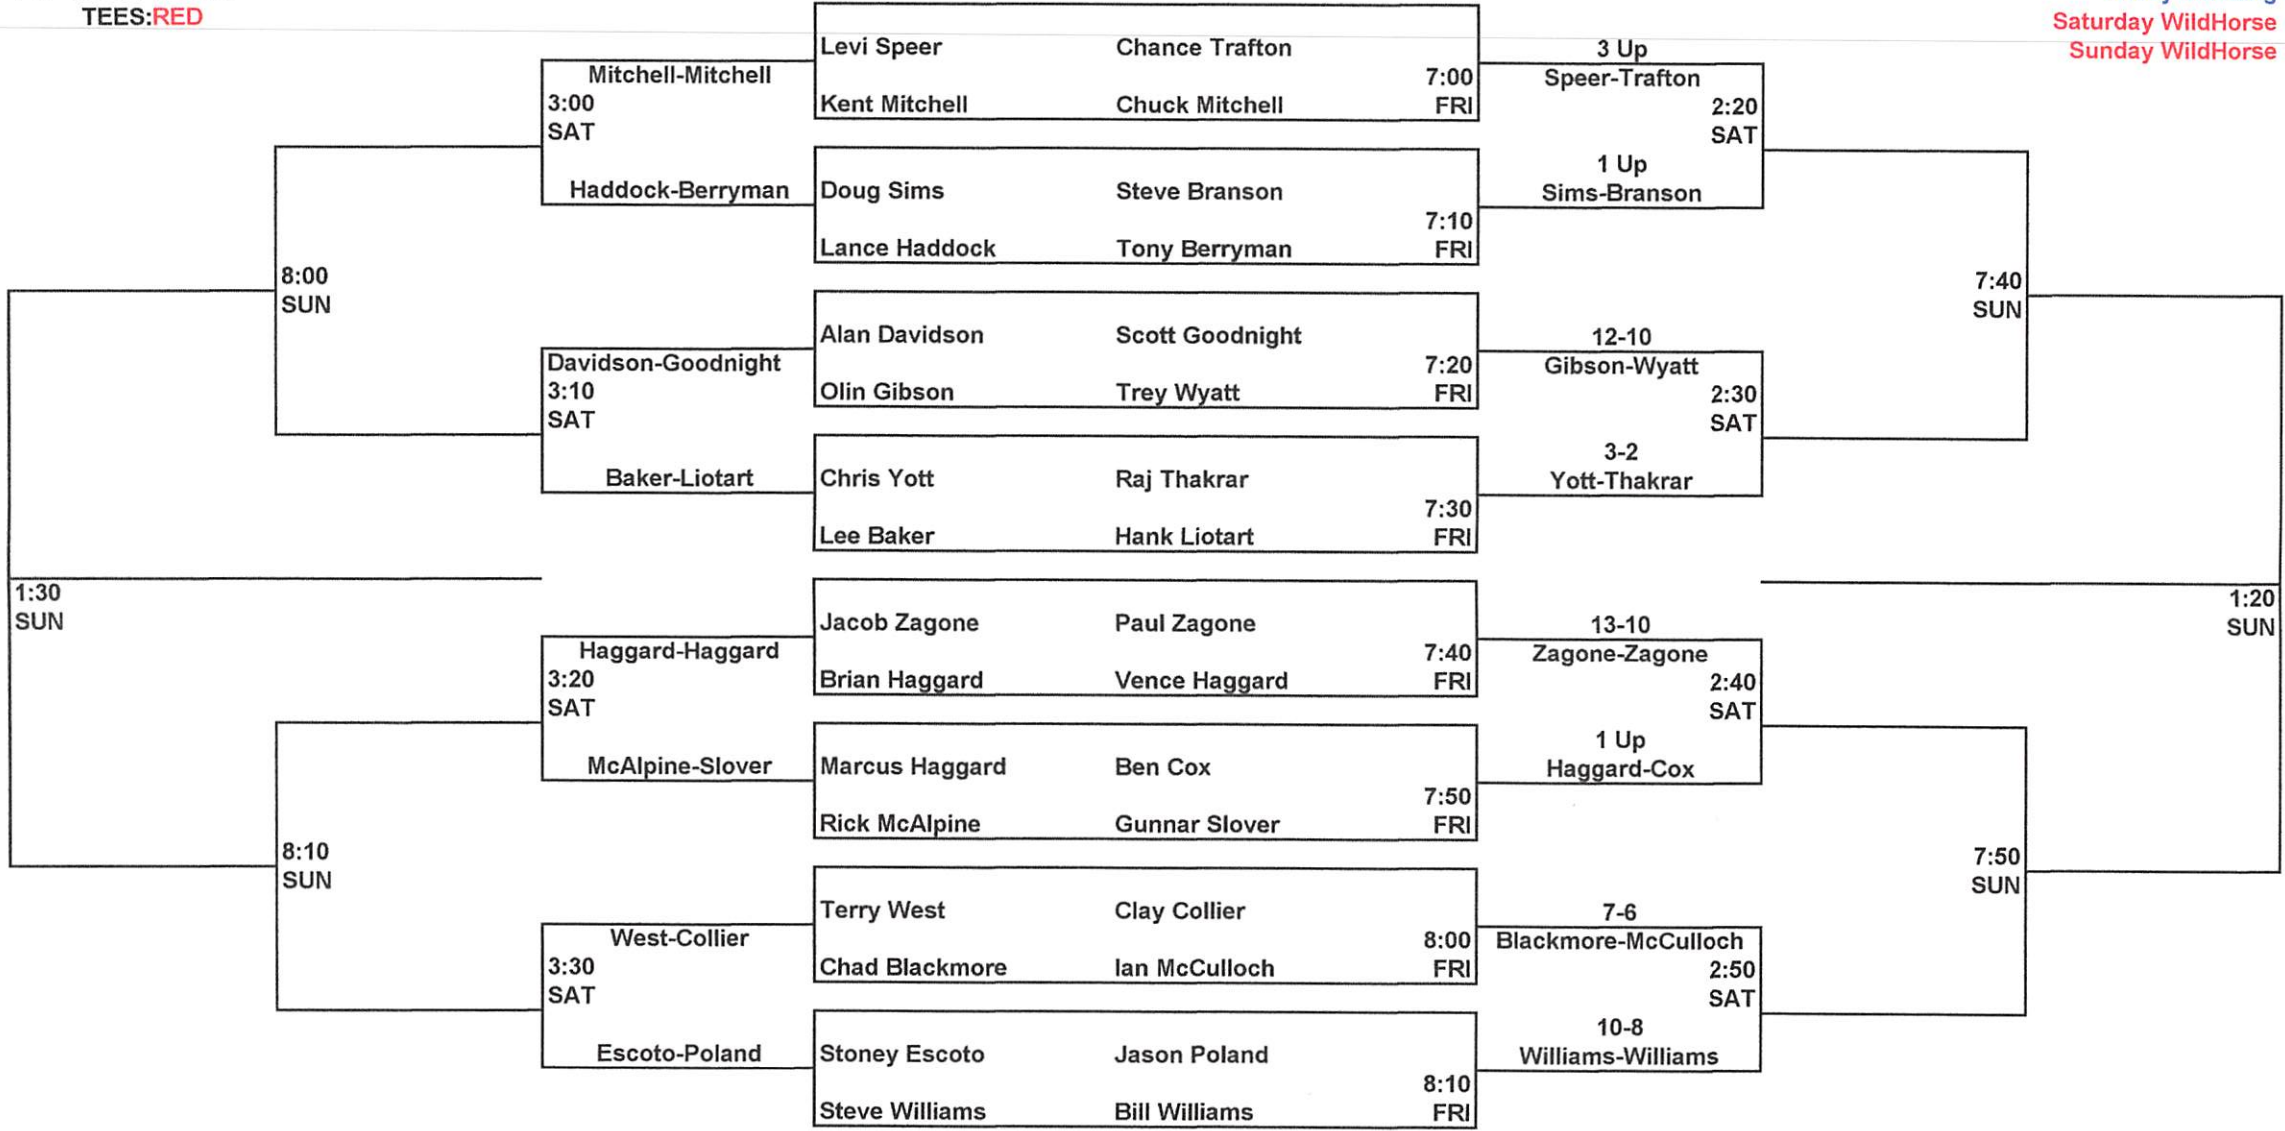 TEES:RED
Saturday WildHorse
Sunday WildHorse
Levi Speer Chance Trafton
7:00
Kent Mitchell Chuck Mitchell FRI
Doug Sims Steve Branson
7:10
Lance Haddock Tony Berryman FRI
Alan Davidson Scott Goodnight
7:20
Olin Gibson Trey Wyatt FRI
Chris Yott Raj Thakrar
7:30
Lee Baker Hank Liotart FRI
Jacob Zagone Paul Zagone
7:40
Brian Haggard Vence Haggard FRI
Marcus Haggard Ben Cox
7:50
Rick McAlpine Gunnar Slover FRI
Terry West Clay Collier
8:00
Chad Blackmore Ian McCulloch FRI
Stoney Escoto Jason Poland
8:10
Steve Williams Bill Williams FRI
Mitchell-Mitchell
3:00
SAT
Haddock-Berryman
Davidson-Goodnight
3:10
SAT
Baker-Liotart
Haggard-Haggard
3:20
SAT
McAlpine-Slover
West-Collier
3:30
SAT
Escoto-Poland
8:00
SUN
8:10
SUN
1:30
SUN
3 Up
Speer-Trafton
2:20
SAT
1 Up
Sims-Branson
12-10
Gibson-Wyatt
2:30
SAT
3-2
Yott-Thakrar
13-10
Zagone-Zagone
2:40
SAT
1 Up
Haggard-Cox
7-6
Blackmore-McCulloch
2:50
SAT
10-8
Williams-Williams
7:40
SUN
7:50
SUN
1:20
SUN